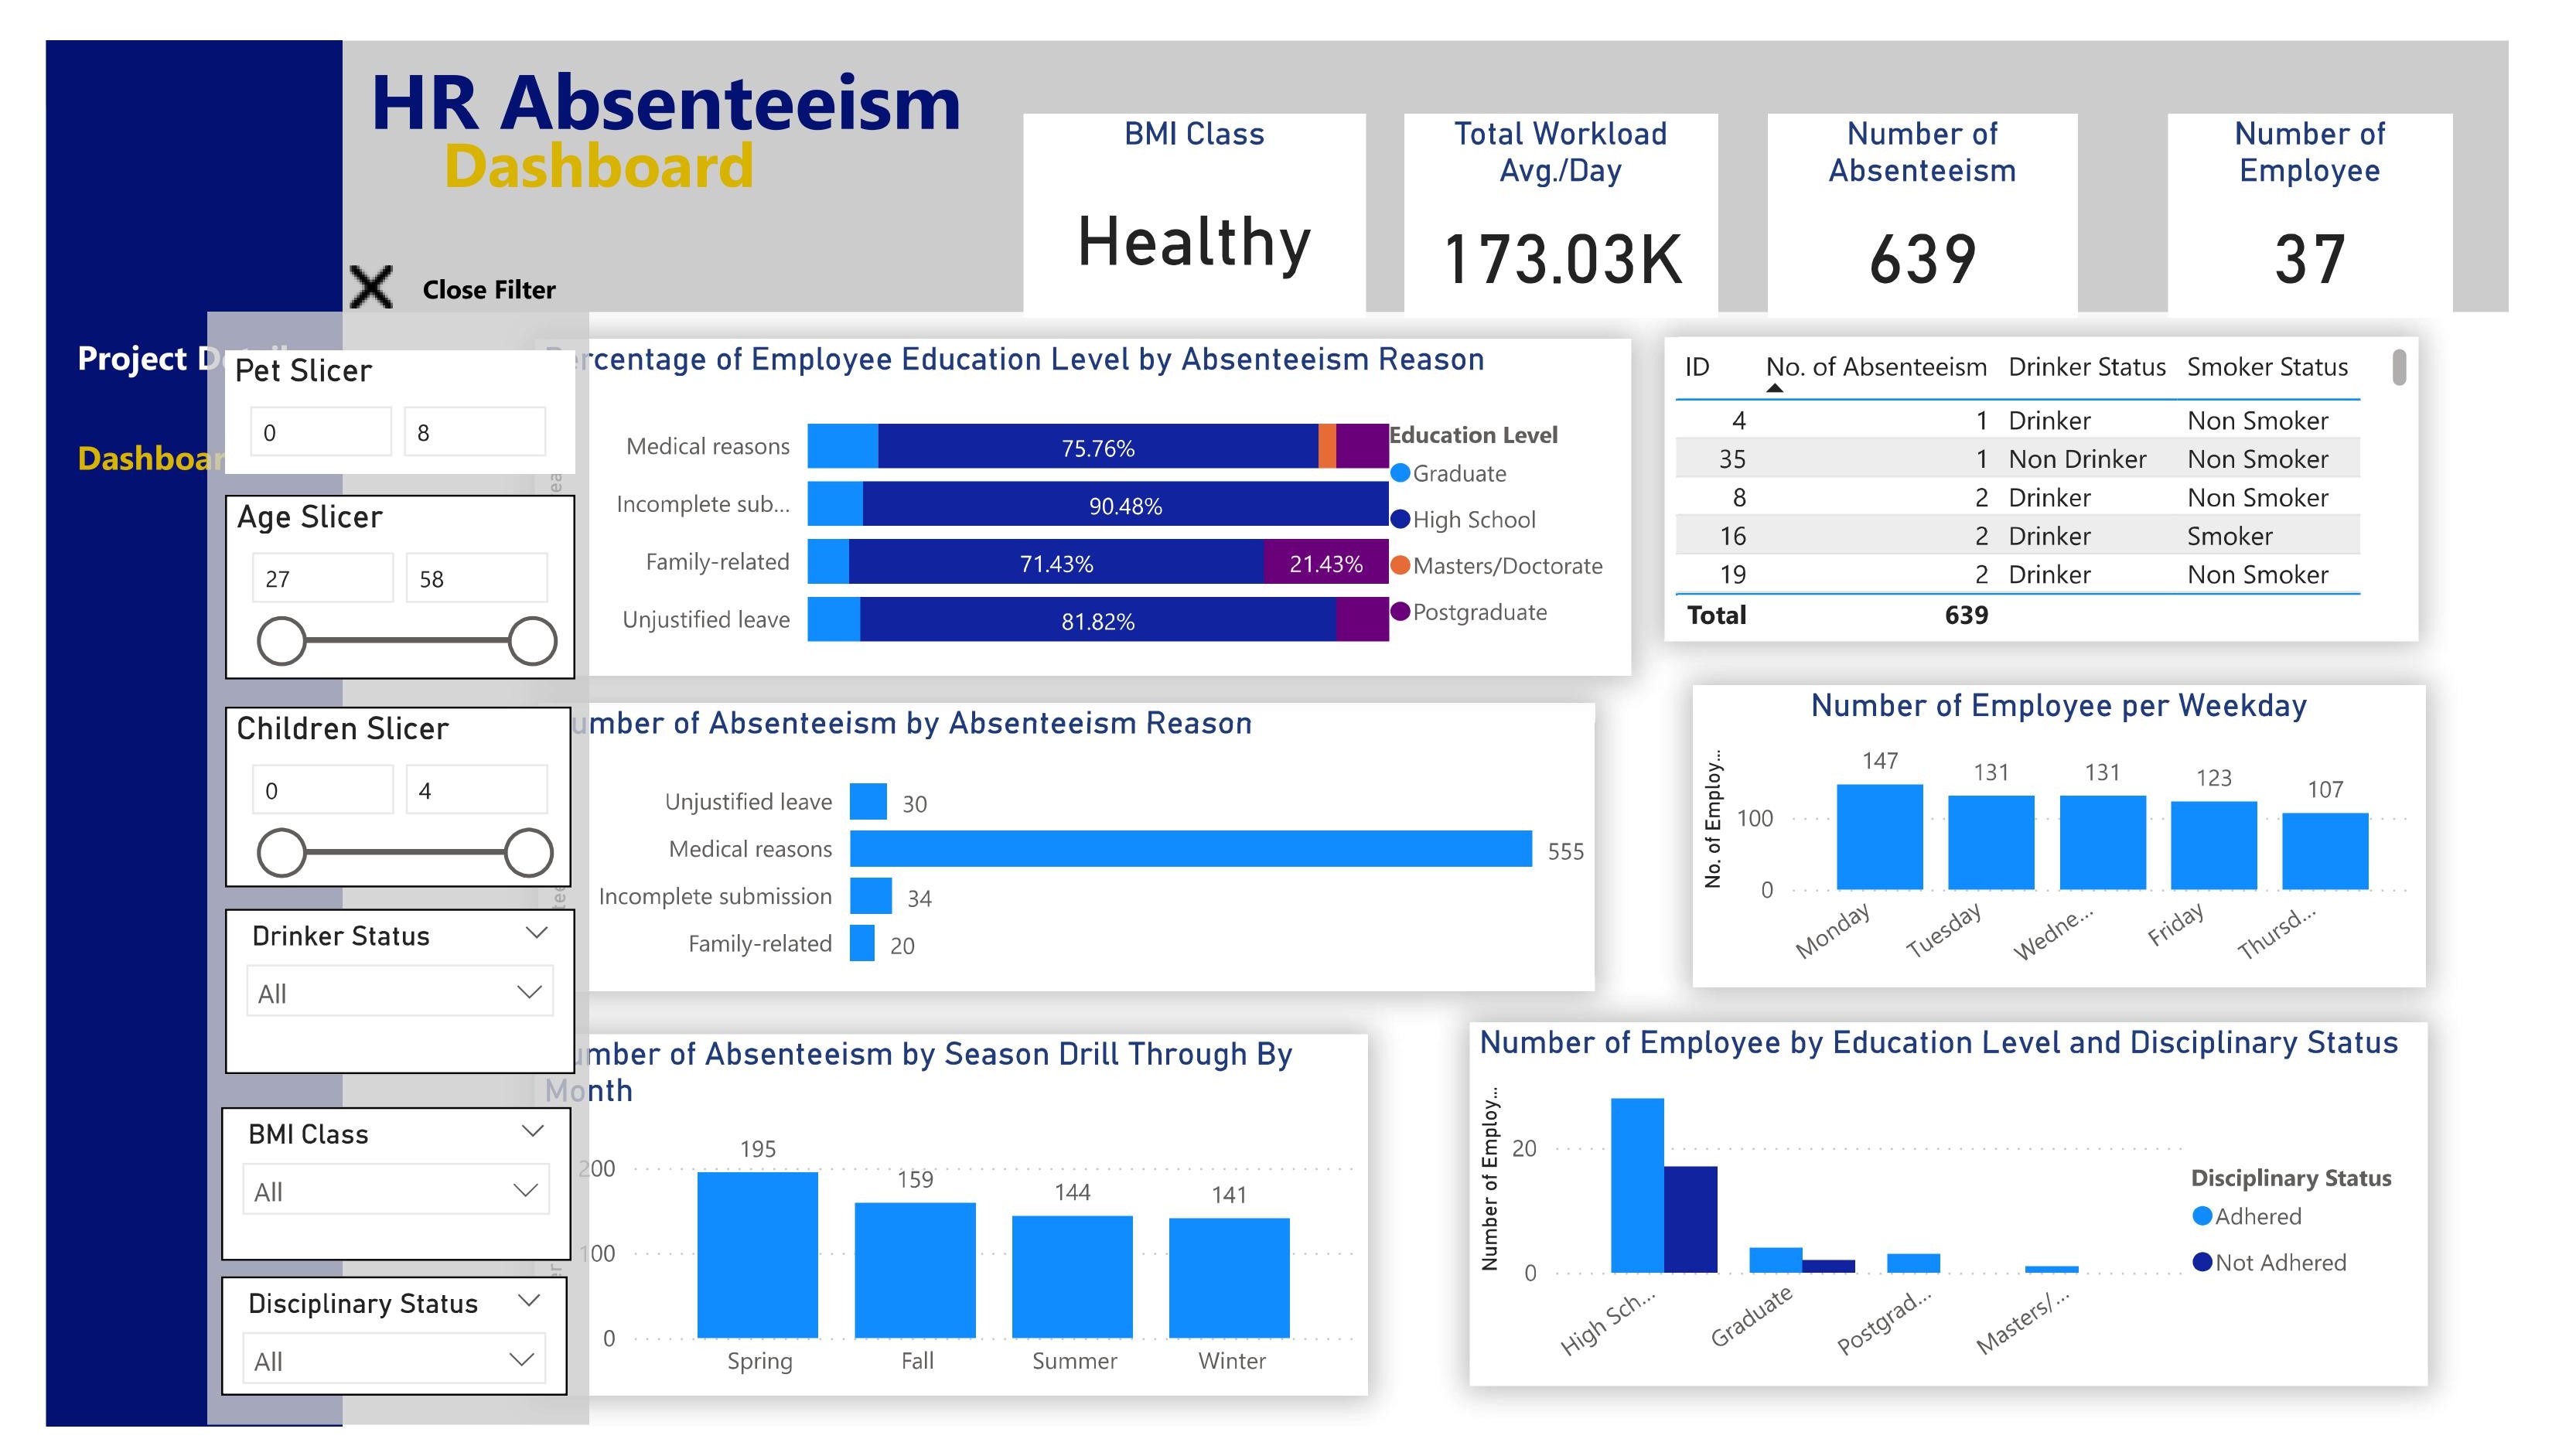 HR Absenteeism
Dashboard
Close Filter
BMI Class
Healthy
Total Workload
Avg./Day
173.03K
Number of
Absenteeism
639
Number of
Employee
37
Project
Dashboar
Pet Slicer
0 8
Age Slicer
27 58
Children Slicer
0 4
Drinker Status
All
BMI Class
All
Disciplinary Status
All
ercentage of Employee Education Level by Absenteeism Reason
Medical reasons 75.76%
Incomplete sub... 90.48%
Family-related 71.43% 21.43%
Unjustified leave 81.82%
Education Level
Graduate
High School
Masters/Doctorate
Postgraduate
ID No. of Absenteeism Drinker Status Smoker Status
4 1 Drinker Non Smoker
35 1 Non Drinker Non Smoker
8 2 Drinker Non Smoker
16 2 Drinker Smoker
19 2 Drinker Non Smoker
Total 639
umber of Absenteeism by Absenteeism Reason
Unjustified leave 30
Medical reasons 555
Incomplete submission 34
Family-related 20
Number of Employee per Weekday
No. of Employ...
147 131 131 123 107
100
0
Monday Tuesday Wedne... Friday Thursd...
umber of Absenteeism by Season Drill Through By
Month
195 159 144 141
200
100
0
Spring Fall Summer Winter
Number of Employee by Education Level and Disciplinary Status
Number of Employ...
20
0
High Sch... Graduate Postgrad... Masters/...
Disciplinary Status
Adhered
Not Adhered